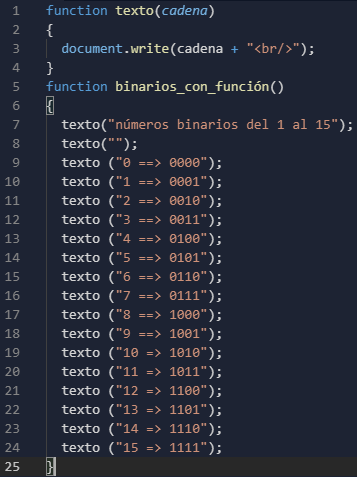 1 function texto(cadena)
2 {
3 document.write(cadena + "<br/>");
4 }
5 function binarios_con_función()
6 {
7 texto("números binarios del 1 al 15");
8 texto("");
9 texto ("0 ==> 0000");
10 texto ("1 ==> 0001");
11 texto ("2 ==> 0010");
12 texto ("3 ==> 0011");
13 texto ("4 ==> 0100");
14 texto ("5 ==> 0101");
15 texto ("6 ==> 0110");
16 texto ("7 ==> 0111");
17 texto ("8 ==> 1000");
18 texto ("9 ==> 1001");
19 texto ("10 => 1010");
20 texto ("11 => 1011");
21 texto ("12 => 1100");
22 texto ("13 => 1101");
23 texto ("14 => 1110");
24 texto ("15 => 1111");
25 }